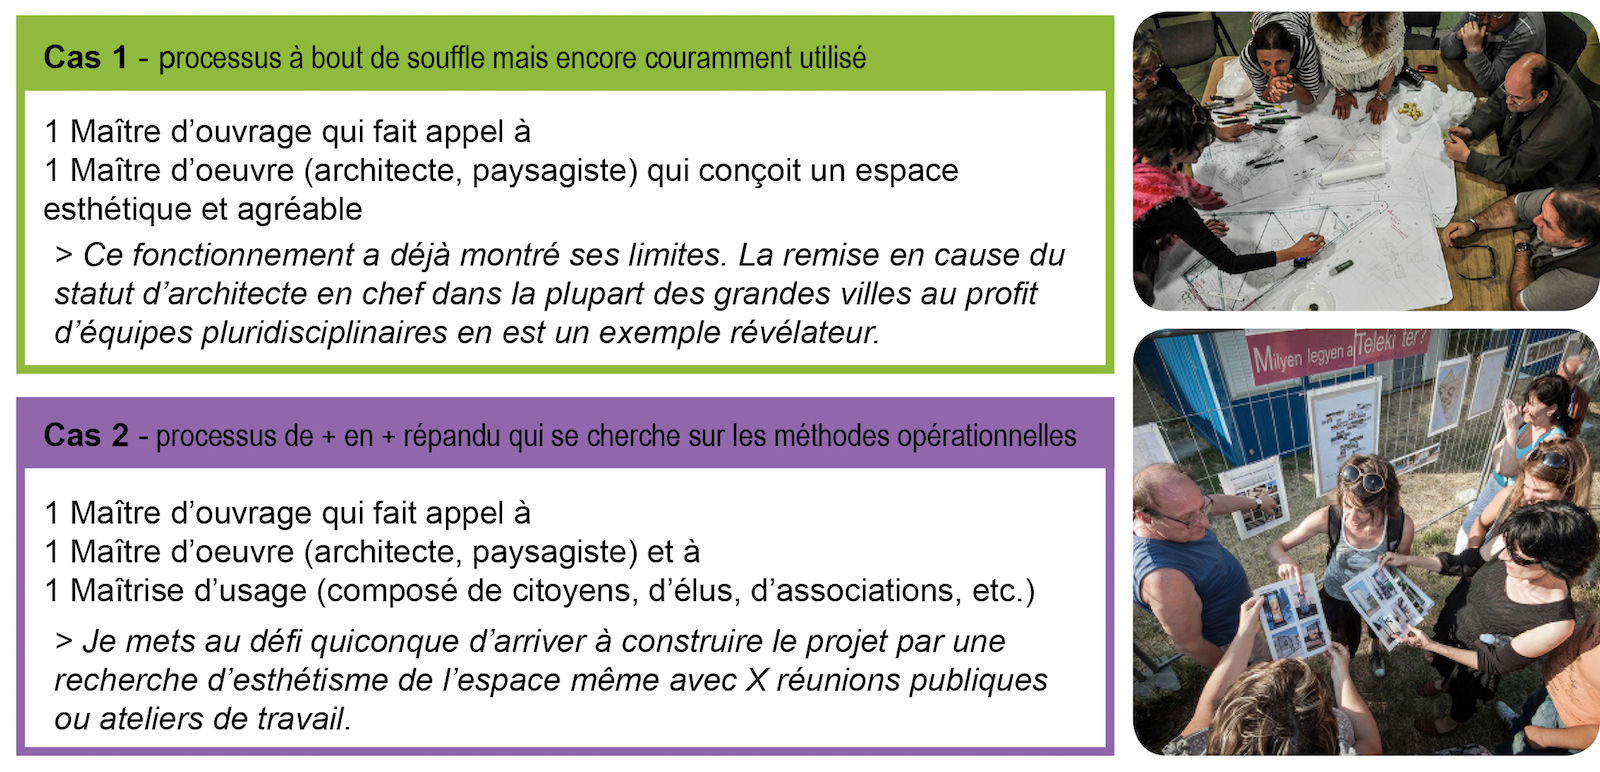 Cas 1 - processus à bout de souffle mais encore couramment utilisé
1 Maître d'ouvrage qui fait appel à
1 Maître d'oeuvre (architecte, paysagiste) qui conçoit un espace
esthétique et agréable
> Ce fonctionnement a déjà montré ses limites. La remise en cause du
statut d'architecte en chef dans la plupart des grandes villes au profit
d'équipes pluridisciplinaires en est un exemple révélateur.
Cas 2 - processus de + en + répandu qui se cherche sur les méthodes opérationnelles
1 Maître d'ouvrage qui fait appel à
1 Maître d'oeuvre (architecte, paysagiste) et à
1 Maîtrise d'usage (composé de citoyens, d'élus, d'associations, etc.)
> Je mets au défi quiconque d'arriver à construire le projet par une
recherche d'esthétisme de l'espace même avec X réunions publiques
ou ateliers de travail.
Milyen legyen a Teleki tér?